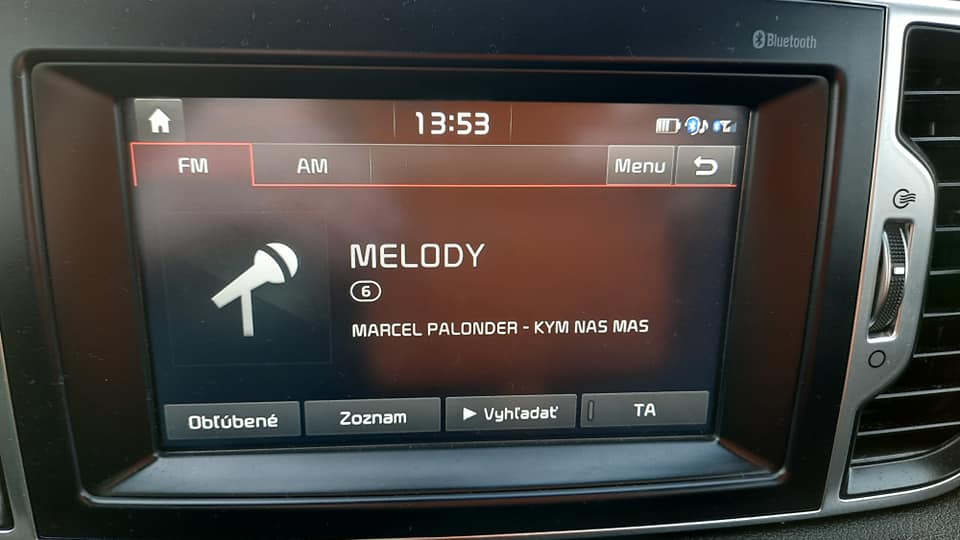 Bluetooth
13:53
FM AM Menu
MELODY
6
MARCEL PALONDER - KYM NAS MAS
Obľúbené Zoznam Vyhľadať TA